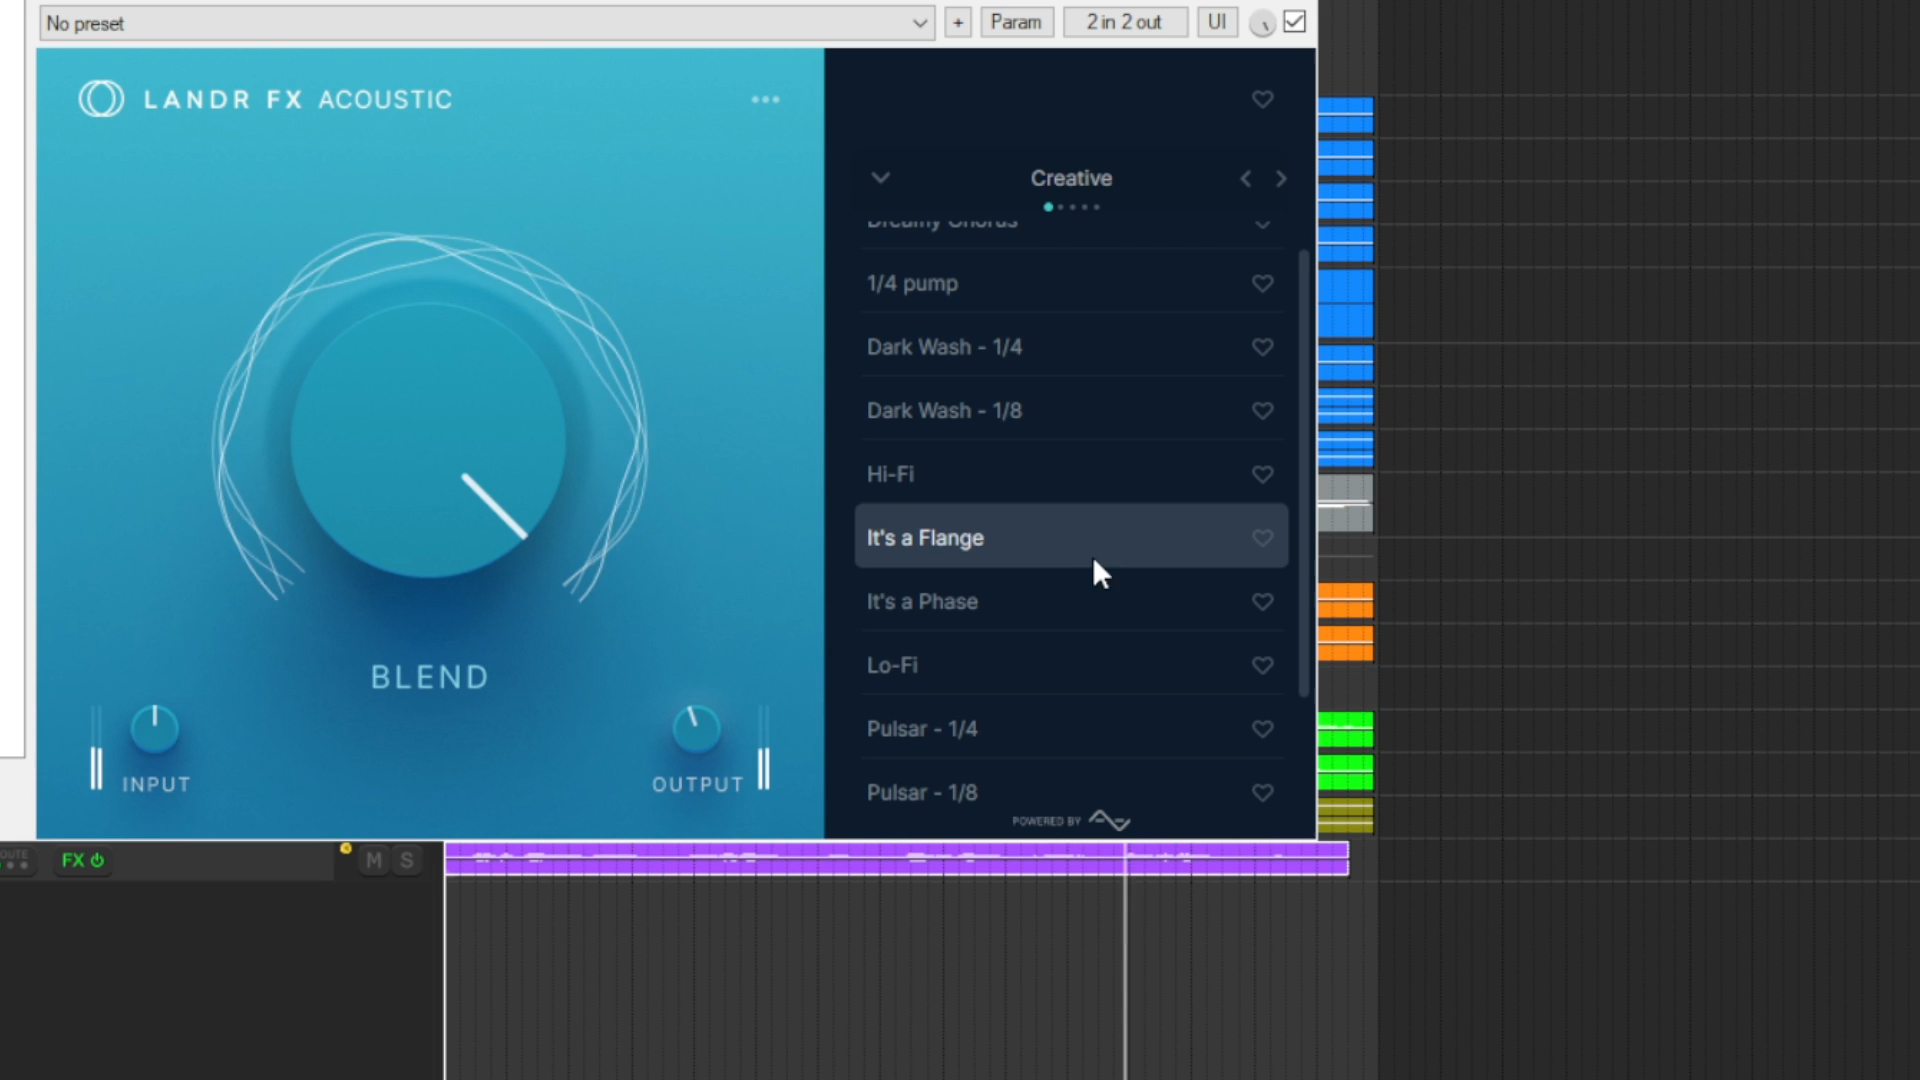 No preset
+
Param
2 in 2 out
UI
LANDR FX ACOUSTIC
Creative
Dreamy Chorus
1/4 pump
Dark Wash - 1/4
Dark Wash - 1/8
Hi-Fi
It's a Flange
It's a Phase
Lo-Fi
Pulsar - 1/4
Pulsar - 1/8
BLEND
INPUT
OUTPUT
POWERED BY
FX
M
S